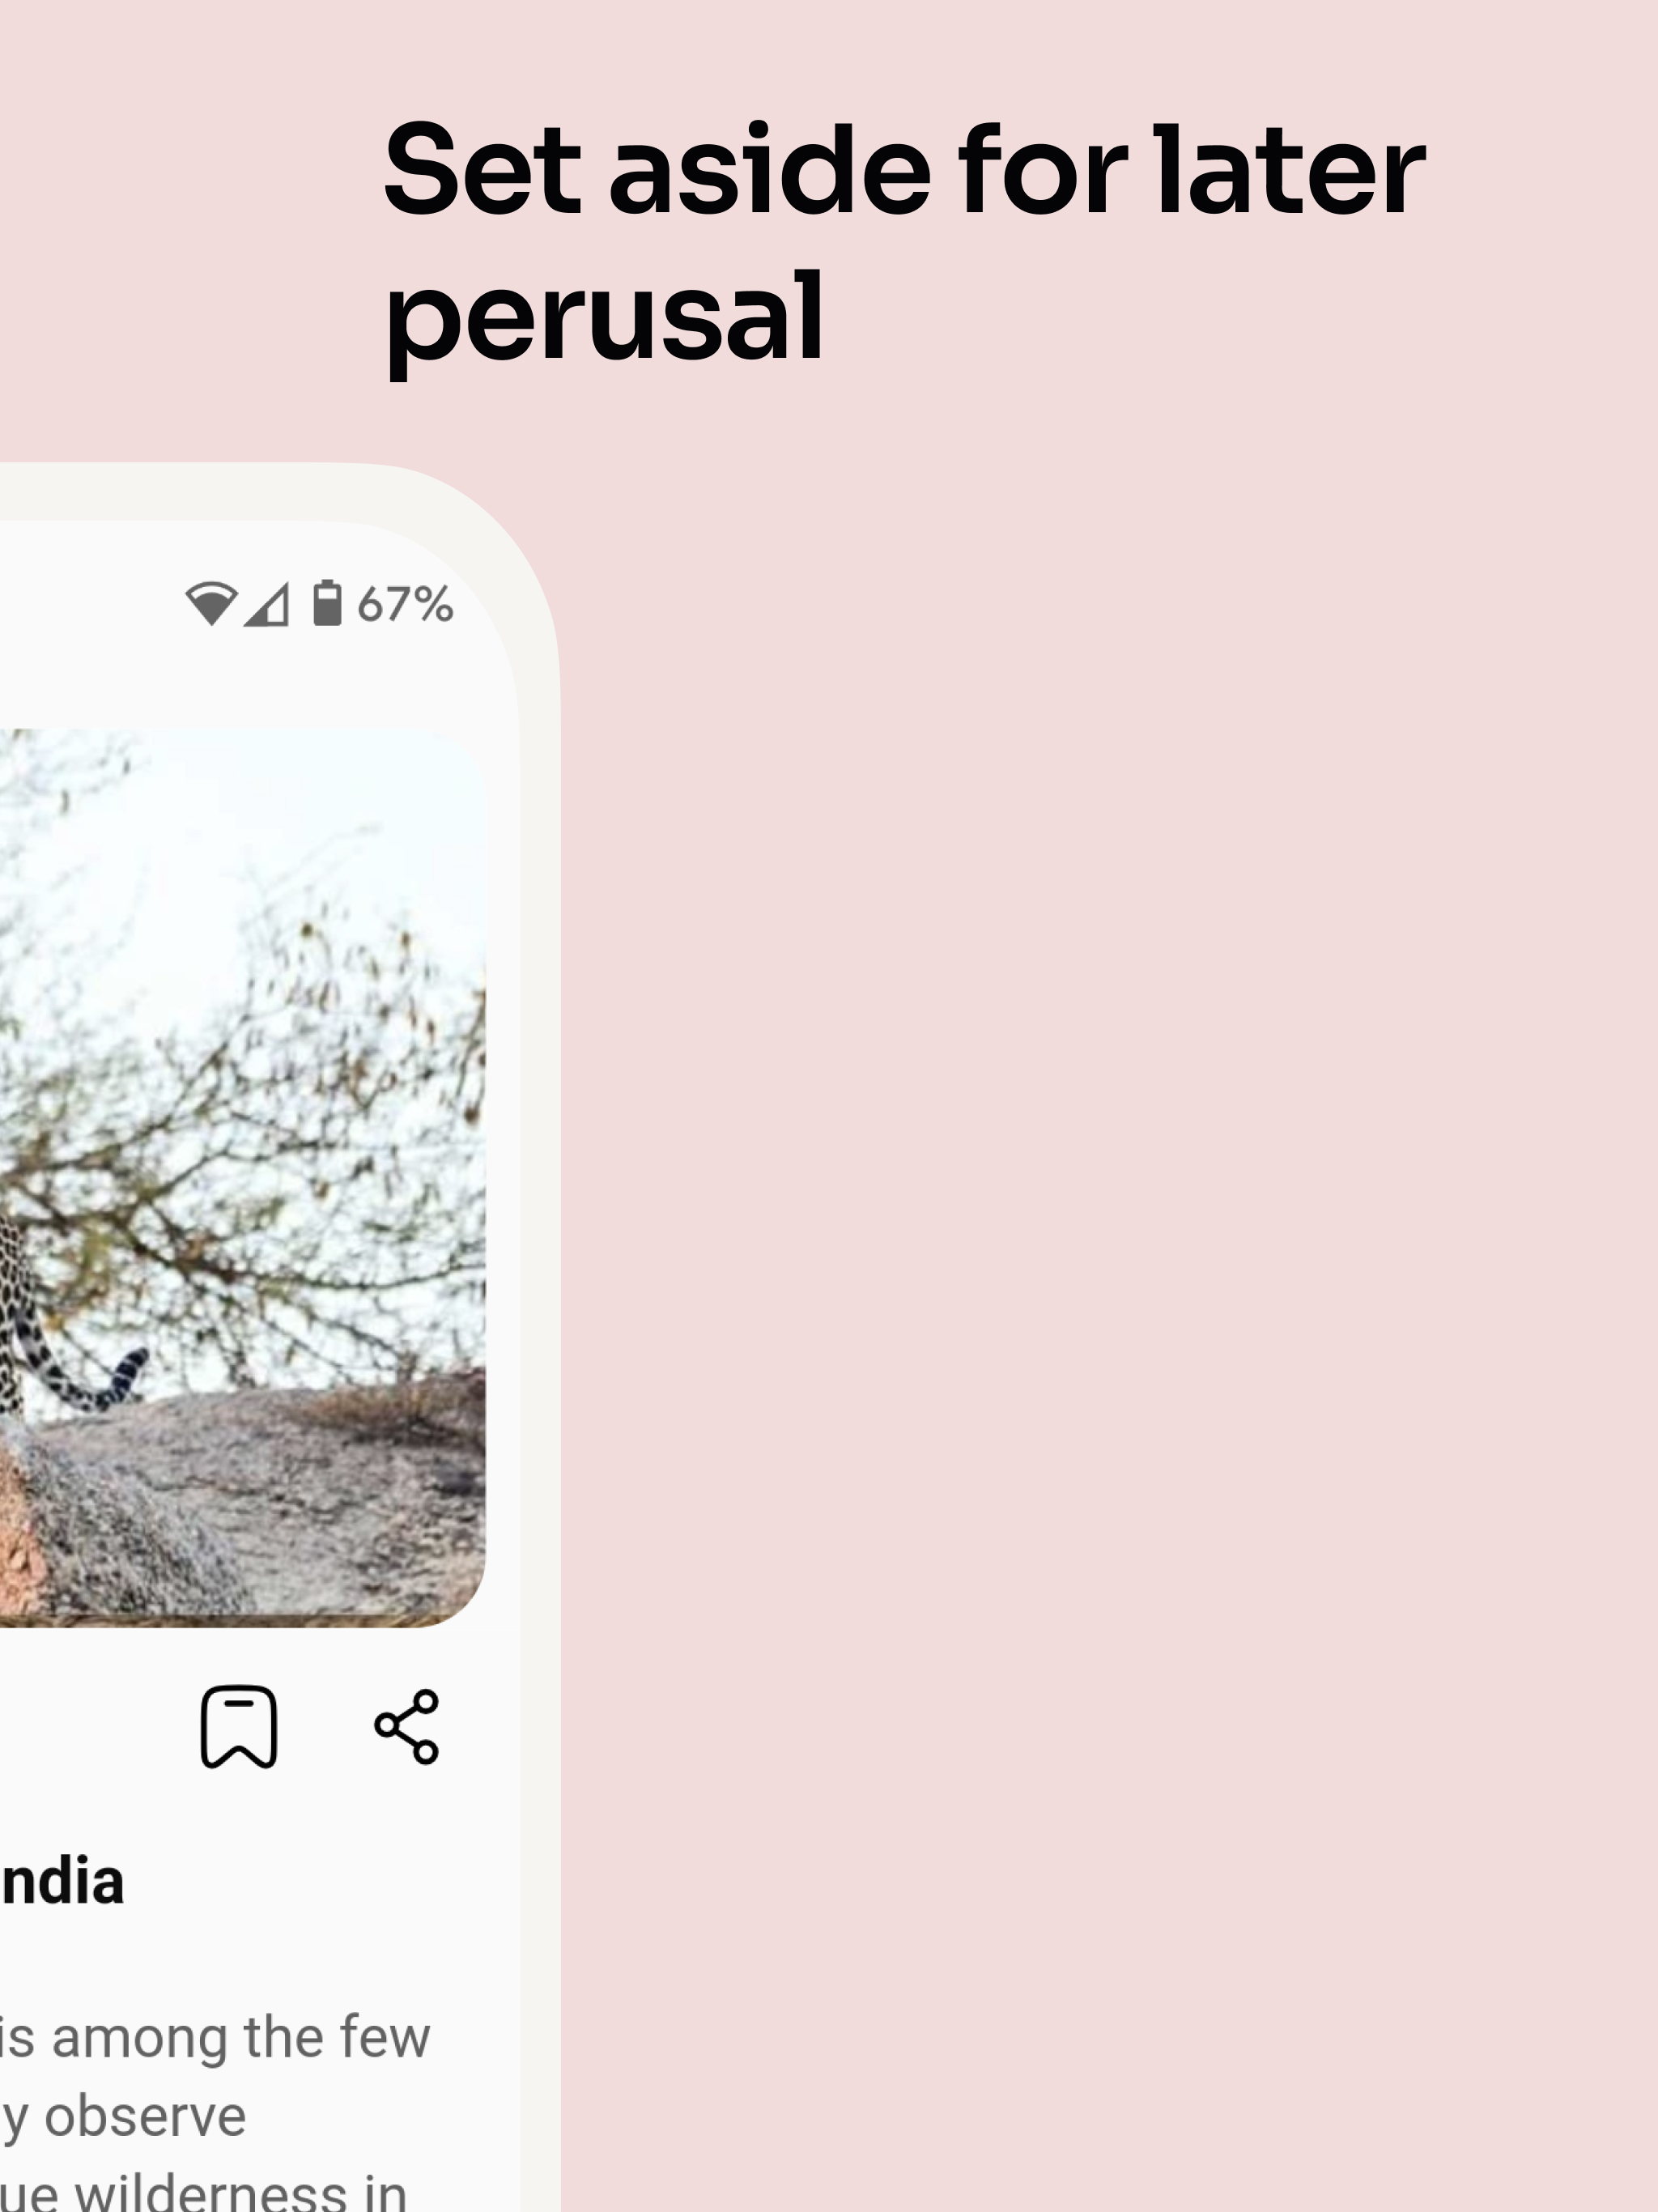 Set aside for later
perusal
67%
ndia
is among the few
y observe
ue wilderness in